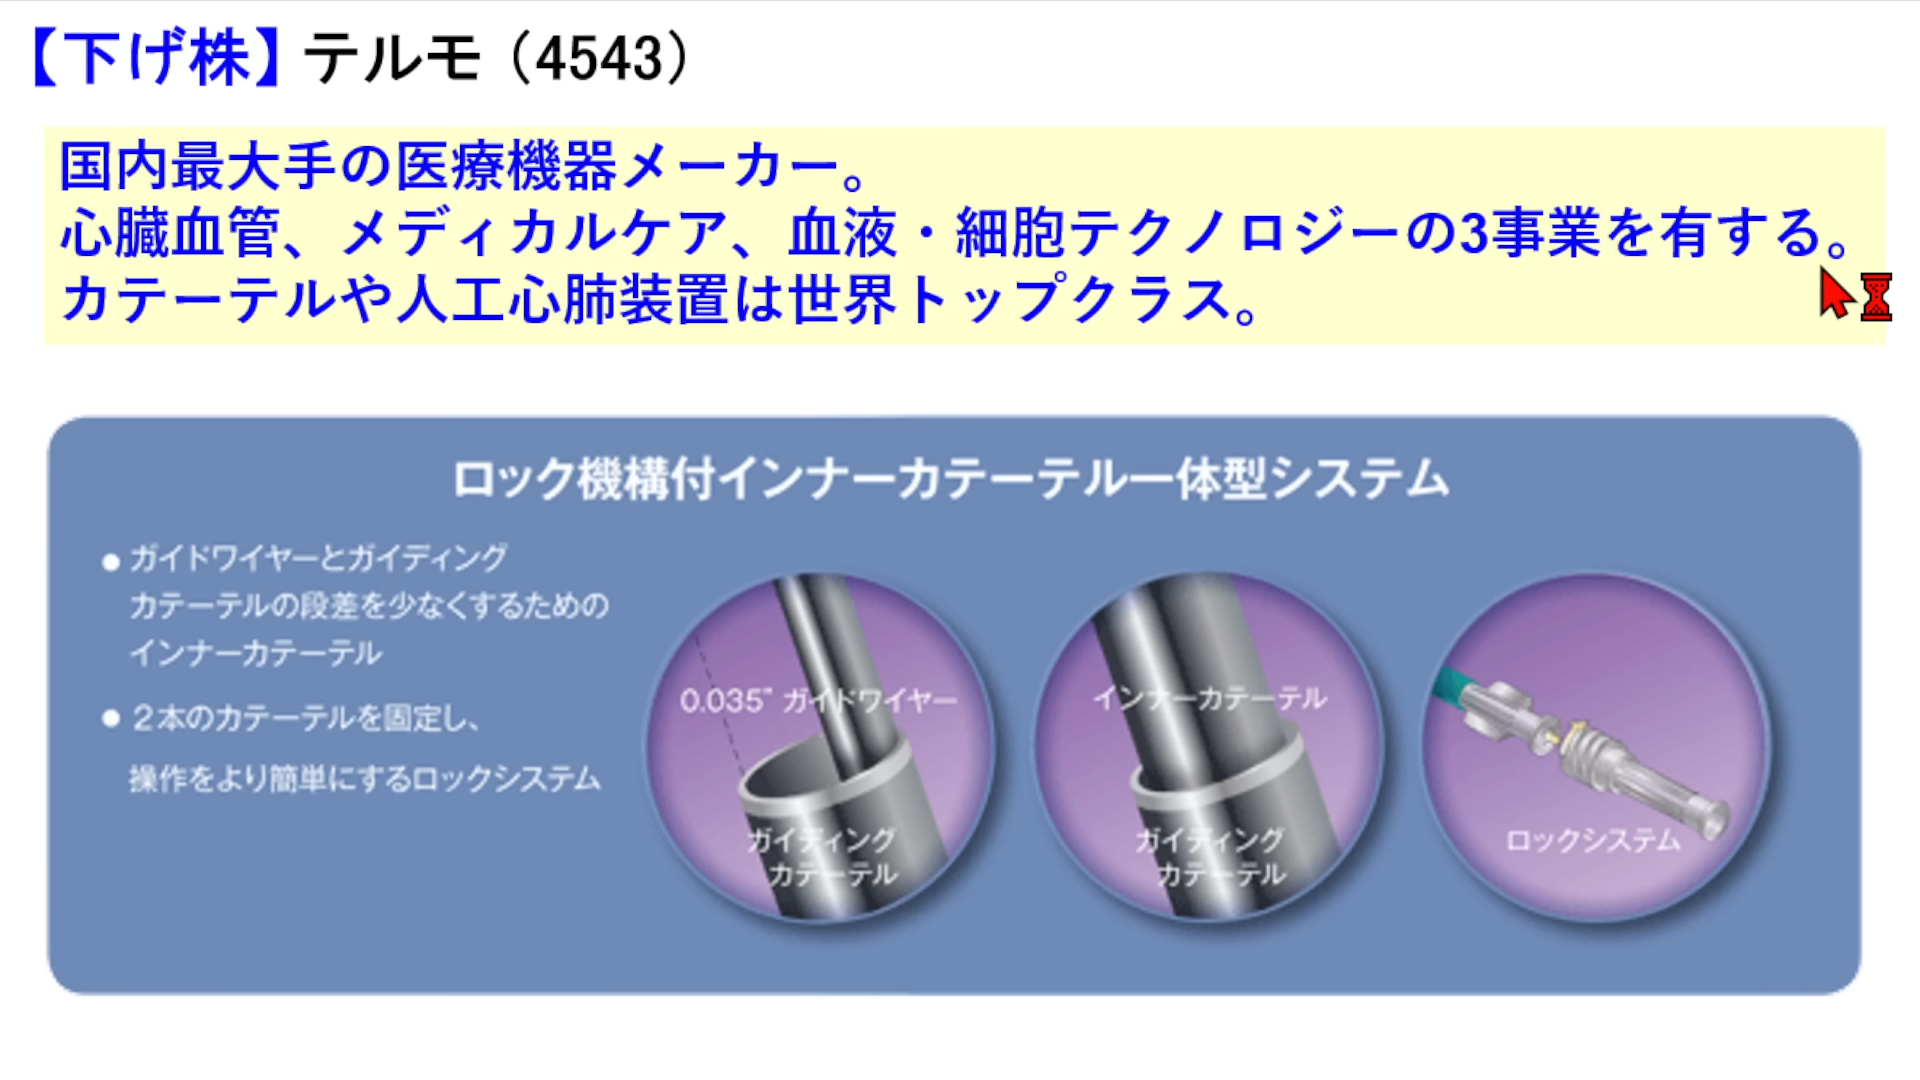 【下げ株】テルモ（4543）
国内最大手の医療機器メーカー。
心臓血管、メディカルケア、血液・細胞テクノロジーの3事業を有する。
カテーテルや人工心肺装置は世界トップクラス。
ロック機構付インナーカテーテル一体型システム
● ガイドワイヤーとガイディング
カテーテルの段差を少なくするための
インナーカテーテル
● 2本のカテーテルを固定し、
操作をより簡単にするロックシステム
0.035” ガイドワイヤー
ガイディング
カテーテル
インナーカテーテル
ガイディング
カテーテル
ロックシステム